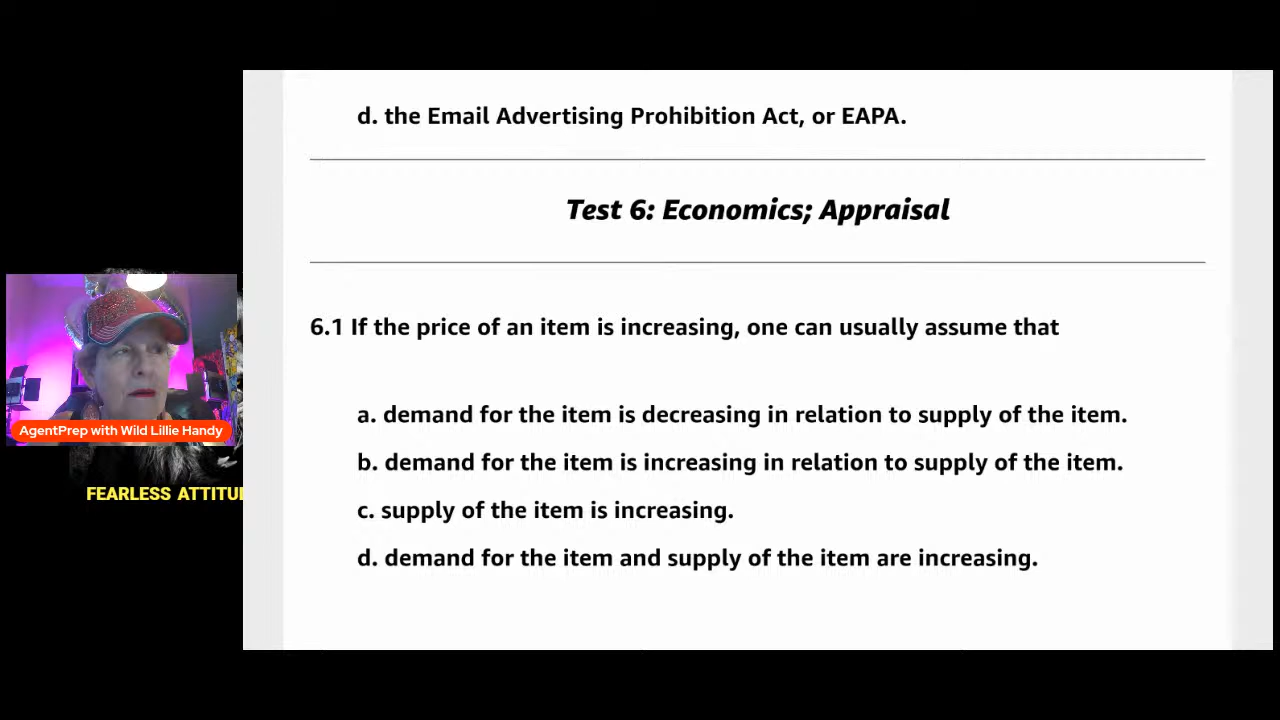 d. the Email Advertising Prohibition Act, or EAPA.
Test 6: Economics; Appraisal
6.1 If the price of an item is increasing, one can usually assume that
a. demand for the item is decreasing in relation to supply of the item.
b. demand for the item is increasing in relation to supply of the item.
c. supply of the item is increasing.
d. demand for the item and supply of the item are increasing.
AgentPrep with Wild Lillie Handy
FEARLESS ATTITU